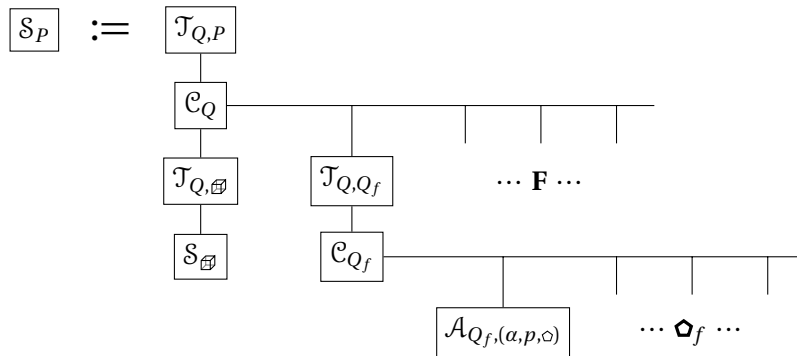 𝒮_P := 𝒯_{Q,P}
𝒞_Q
𝒯_{Q,⌗} 𝒯_{Q,Q_f} ⋯ 𝐅 ⋯
𝒮_⌗ 𝒞_{Q_f}
𝒜_{Q_f,(α,p,⌂)} ⋯ ⬠_f ⋯